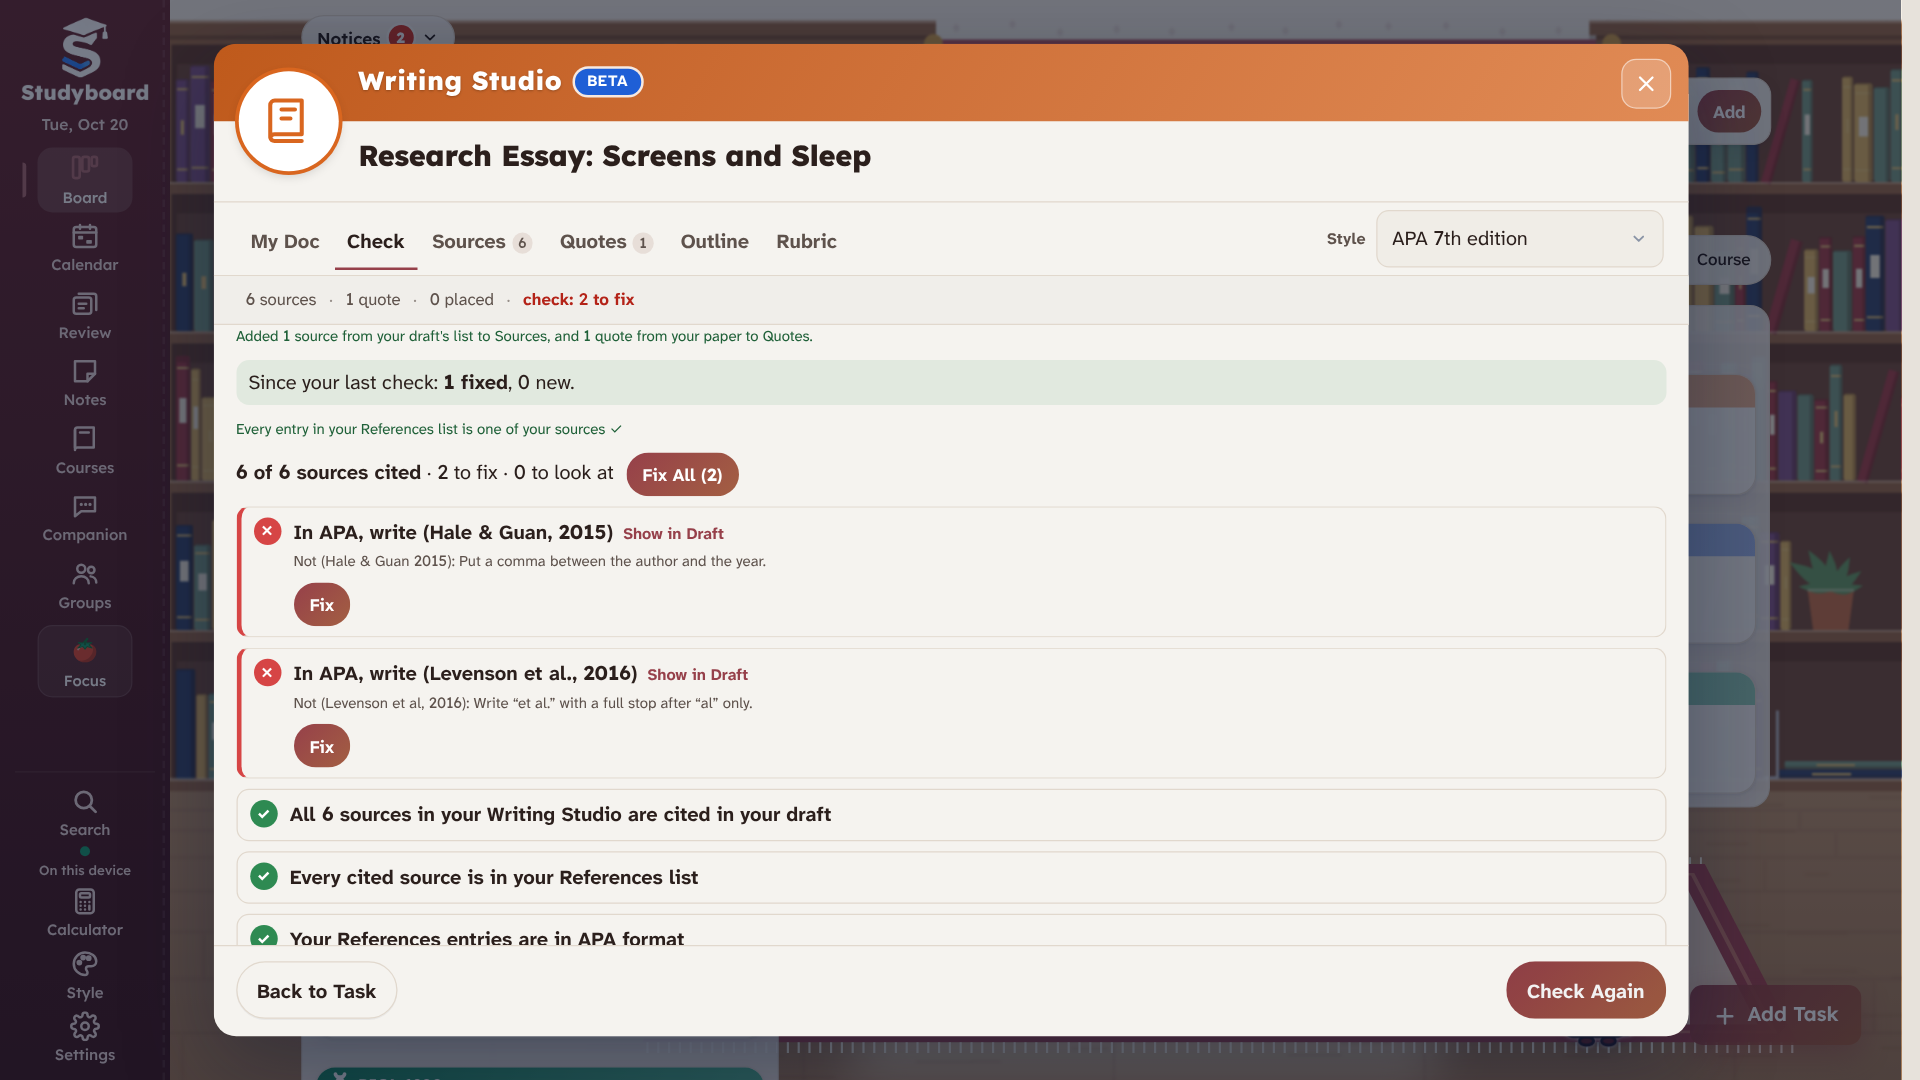 Studyboard
Tue, Oct 20
Board
Calendar
Review
Notes
Courses
Companion
Groups
Focus
Search
On this device
Calculator
Style
Settings
Notices 2
Add
Course
Add Task
Writing Studio BETA
Research Essay: Screens and Sleep
My Doc Check Sources 6 Quotes 1 Outline Rubric Style APA 7th edition
6 sources · 1 quote · 0 placed · check: 2 to fix
Added 1 source from your draft's list to Sources, and 1 quote from your paper to Quotes.
Since your last check: 1 fixed, 0 new.
Every entry in your References list is one of your sources ✓
6 of 6 sources cited · 2 to fix · 0 to look at Fix All (2)
In APA, write (Hale & Guan, 2015) Show in Draft
Not (Hale & Guan 2015): Put a comma between the author and the year.
Fix
In APA, write (Levenson et al., 2016) Show in Draft
Not (Levenson et al, 2016): Write “et al.” with a full stop after “al” only.
Fix
All 6 sources in your Writing Studio are cited in your draft
Every cited source is in your References list
Your References entries are in APA format
Back to Task Check Again